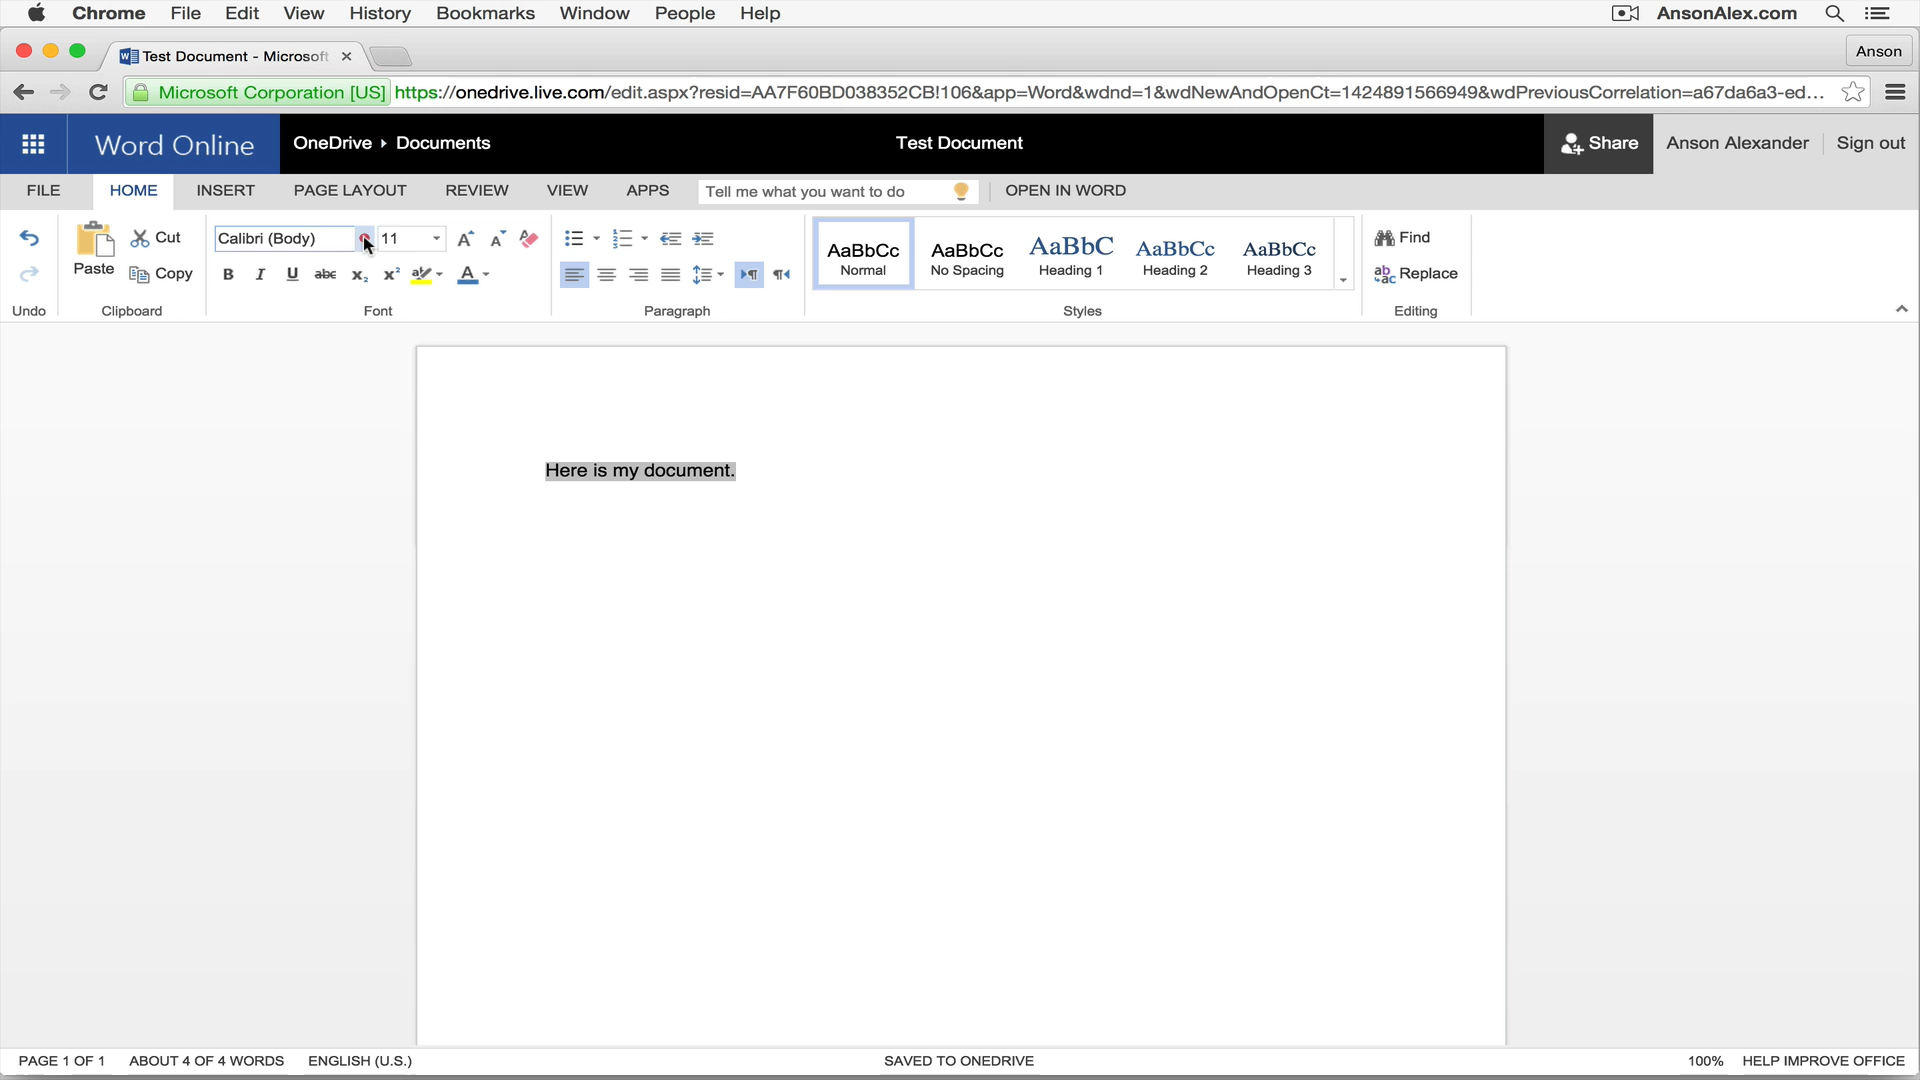 Chrome File Edit View History Bookmarks Window People Help AnsonAlex.com
Test Document - Microsoft Anson
Microsoft Corporation [US] https://onedrive.live.com/edit.aspx?resid=AA7F60BD038352CB!106&app=Word&wdnd=1&wdNewAndOpenCt=1424891566949&wdPreviousCorrelation=a67da6a3-ed...
Word Online OneDrive Documents Test Document Share Anson Alexander Sign out
FILE HOME INSERT PAGE LAYOUT REVIEW VIEW APPS Tell me what you want to do OPEN IN WORD
Calibri (Body) 11
Cut
Paste
Copy
B I U abc x₂ x² A
AaBbCc AaBbCc AaBbC AaBbCc AaBbCc
Normal No Spacing Heading 1 Heading 2 Heading 3
Find
Replace
Undo Clipboard Font Paragraph Styles Editing
Here is my document.
PAGE 1 OF 1 ABOUT 4 OF 4 WORDS ENGLISH (U.S.) SAVED TO ONEDRIVE 100% HELP IMPROVE OFFICE